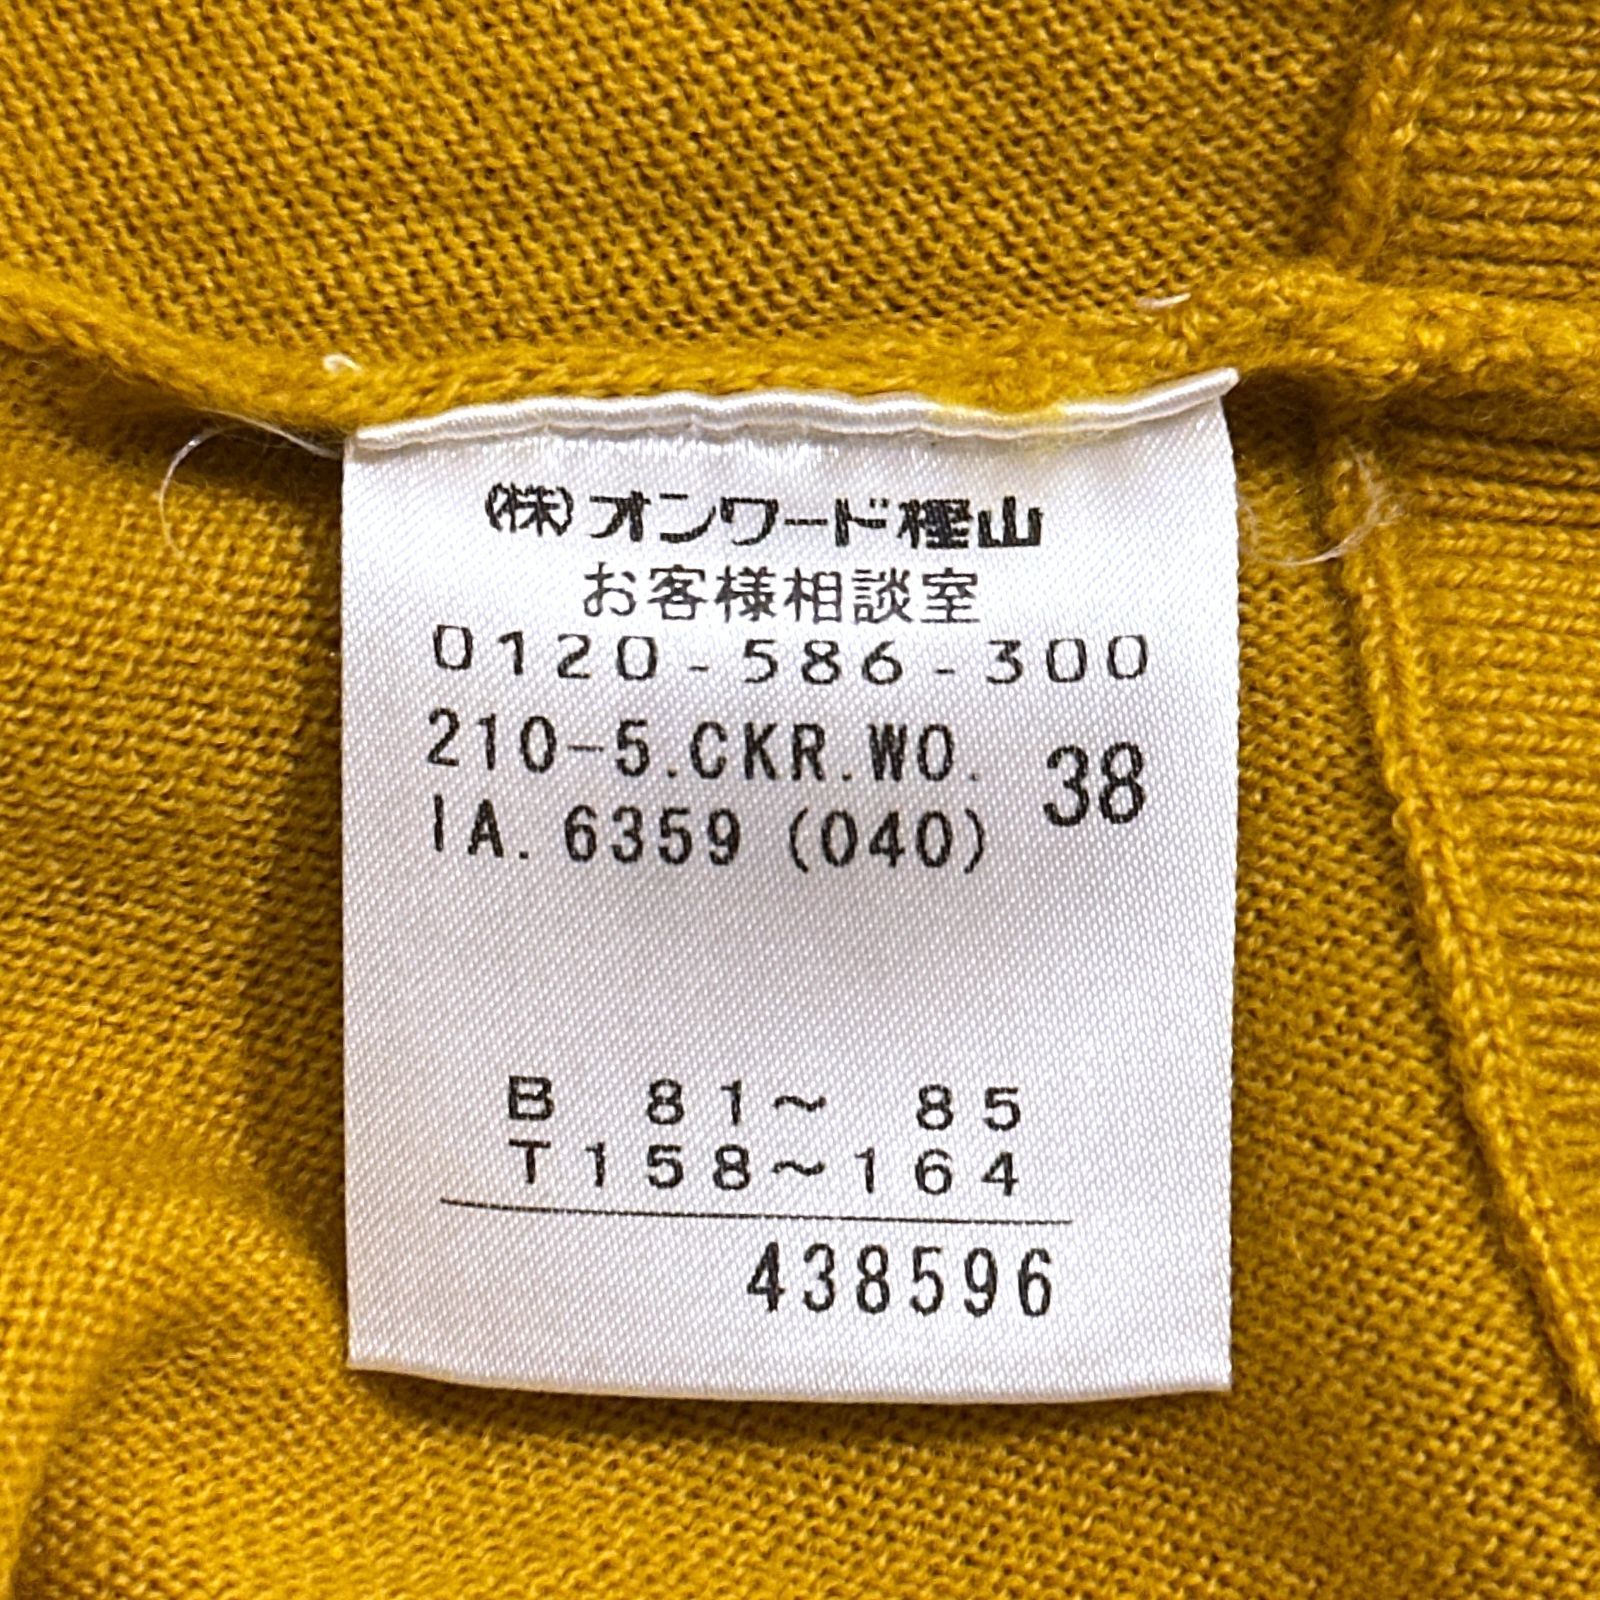 (株)オンワード樫山
お客様相談室
0120-586-300
210-5.CKR.WO. 38
IA. 6359 (040)
B 81～ 85
T158～164
438596